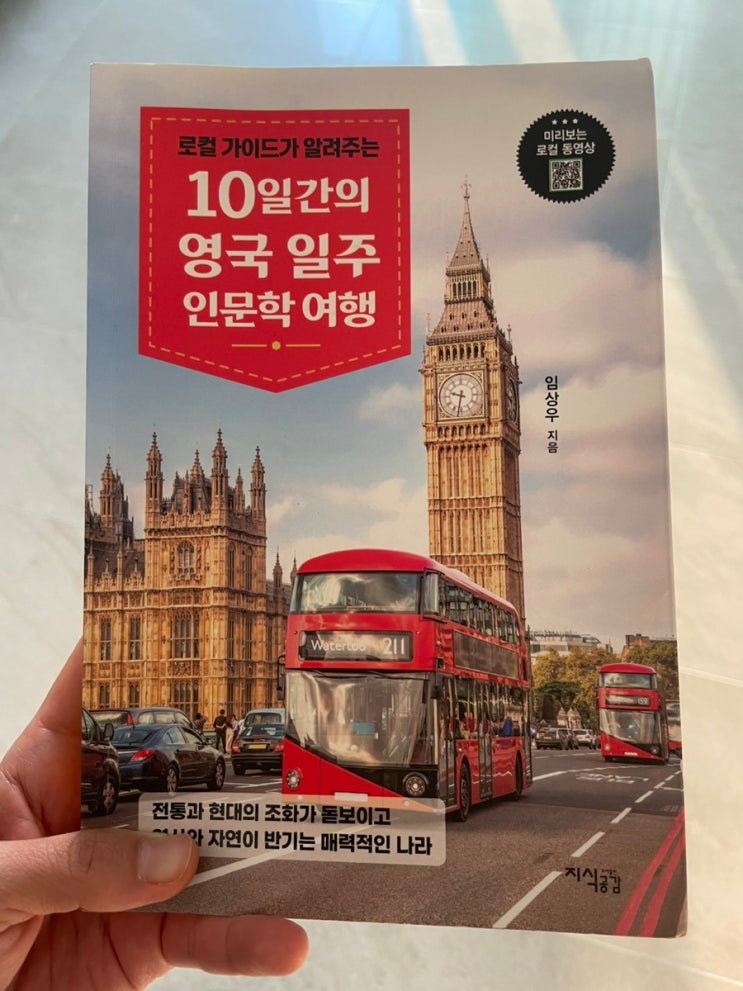 로컬 가이드가 알려주는
10일간의
영국 일주
인문학 여행
미리보는
로컬 동영상
임상우 지음
Waterloo 211
159
전통과 현대의 조화가 돋보이고
자연이 반기는 매력적인 나라
지식공감